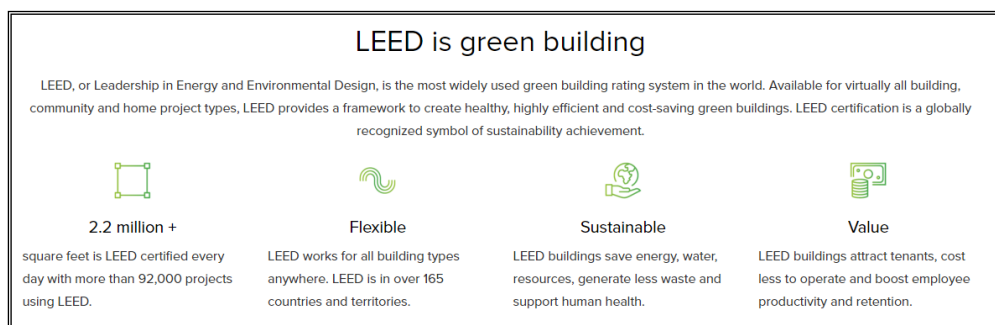 LEED is green building
LEED, or Leadership in Energy and Environmental Design, is the most widely used green building rating system in the world. Available for virtually all building,
community and home project types, LEED provides a framework to create healthy, highly efficient and cost-saving green buildings. LEED certification is a globally
recognized symbol of sustainability achievement.
2.2 million +
square feet is LEED certified every
day with more than 92,000 projects
using LEED.
Flexible
LEED works for all building types
anywhere. LEED is in over 165
countries and territories.
Sustainable
LEED buildings save energy, water,
resources, generate less waste and
support human health.
Value
LEED buildings attract tenants, cost
less to operate and boost employee
productivity and retention.